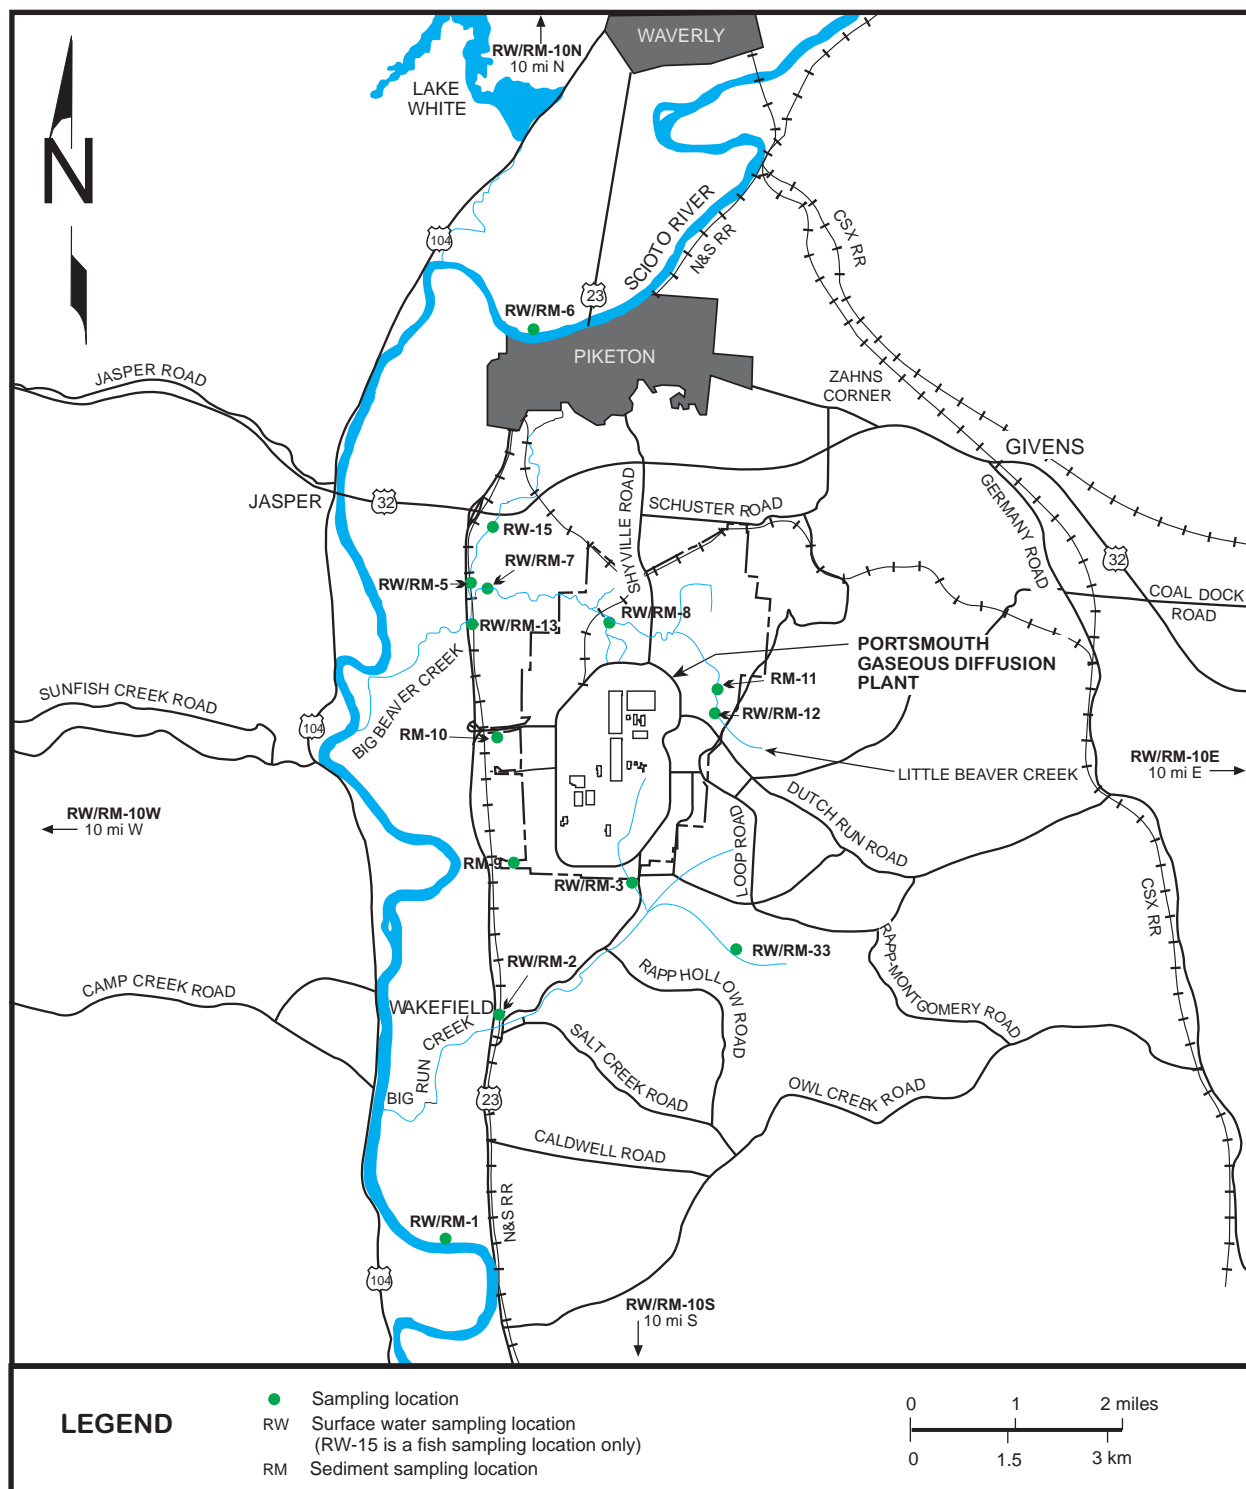 WAVERLY
RW/RM-10N
10 mi N
LAKE
WHITE
N
104
SCIOTO RIVER
N&S RR
CSX RR
23
RW/RM-6
PIKETON
JASPER ROAD
ZAHNS
CORNER
GIVENS
JASPER
32
SHYVILLE ROAD
SCHUSTER ROAD
GERMANY ROAD
RW-15
RW/RM-7
32
RW/RM-5
COAL DOCK
ROAD
RW/RM-8
RW/RM-13
PORTSMOUTH
GASEOUS DIFFUSION
PLANT
BIG BEAVER CREEK
RM-11
SUNFISH CREEK ROAD
RW/RM-12
104
RM-10
RW/RM-10E
10 mi E
LITTLE BEAVER CREEK
RW/RM-10W
10 mi W
DUTCH RUN ROAD
LOOP ROAD
RM-9
RW/RM-3
CSX RR
RW/RM-33
RAPP-MONTGOMERY ROAD
RW/RM-2
RAPP HOLLOW ROAD
CAMP CREEK ROAD
WAKEFIELD
BIG RUN CREEK
SALT CREEK ROAD
OWL CREEK ROAD
23
CALDWELL ROAD
N&S RR
RW/RM-1
104
RW/RM-10S
10 mi S
LEGEND
Sampling location
RW Surface water sampling location
(RW-15 is a fish sampling location only)
RM Sediment sampling location
0 1 2 miles
0 1.5 3 km